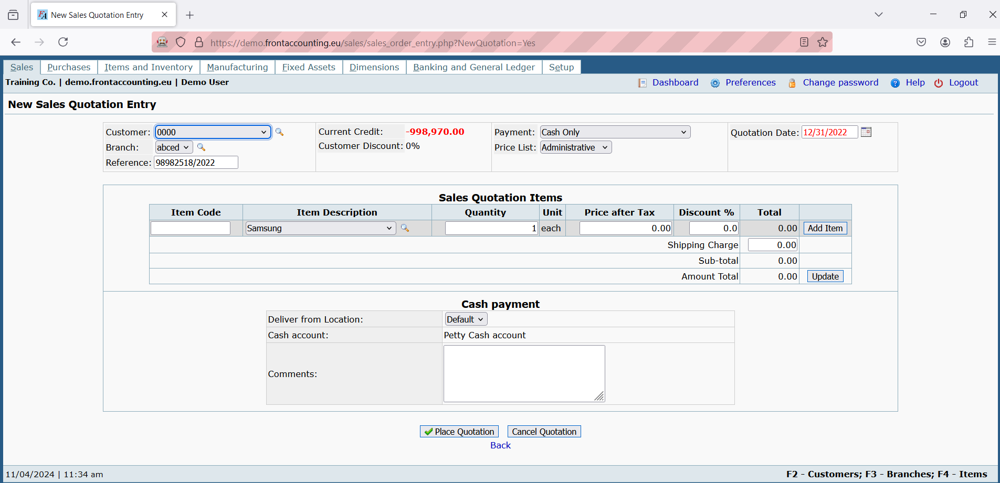 New Sales Quotation Entry
https://demo.frontaccounting.eu/sales/sales_order_entry.php?NewQuotation=Yes
Sales Purchases Items and Inventory Manufacturing Fixed Assets Dimensions Banking and General Ledger Setup
Training Co. | demo.frontaccounting.eu | Demo User Dashboard Preferences Change password Help Logout
New Sales Quotation Entry
Customer: 0000 Current Credit: -998,970.00 Payment: Cash Only Quotation Date: 12/31/2022
Branch: abced Customer Discount: 0% Price List: Administrative
Reference: 98982518/2022
Sales Quotation Items
Item Code Item Description Quantity Unit Price after Tax Discount % Total
Samsung 1 each 0.00 0.0 0.00 Add Item
Shipping Charge 0.00
Sub-total 0.00
Amount Total 0.00 Update
Cash payment
Deliver from Location: Default
Cash account: Petty Cash account
Comments:
Place Quotation Cancel Quotation
Back
11/04/2024 | 11:34 am F2 - Customers; F3 - Branches; F4 - Items